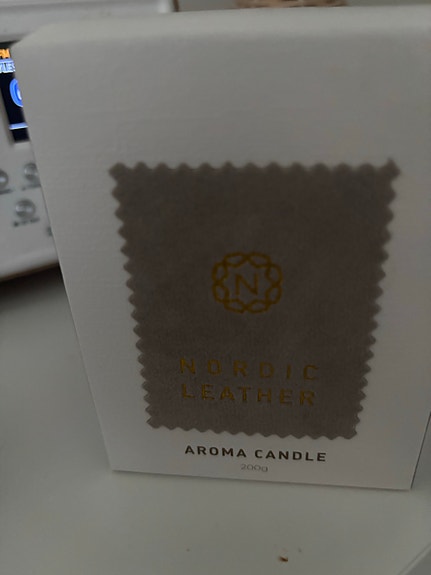 N
NORDIC
LEATHER
AROMA CANDLE
200g